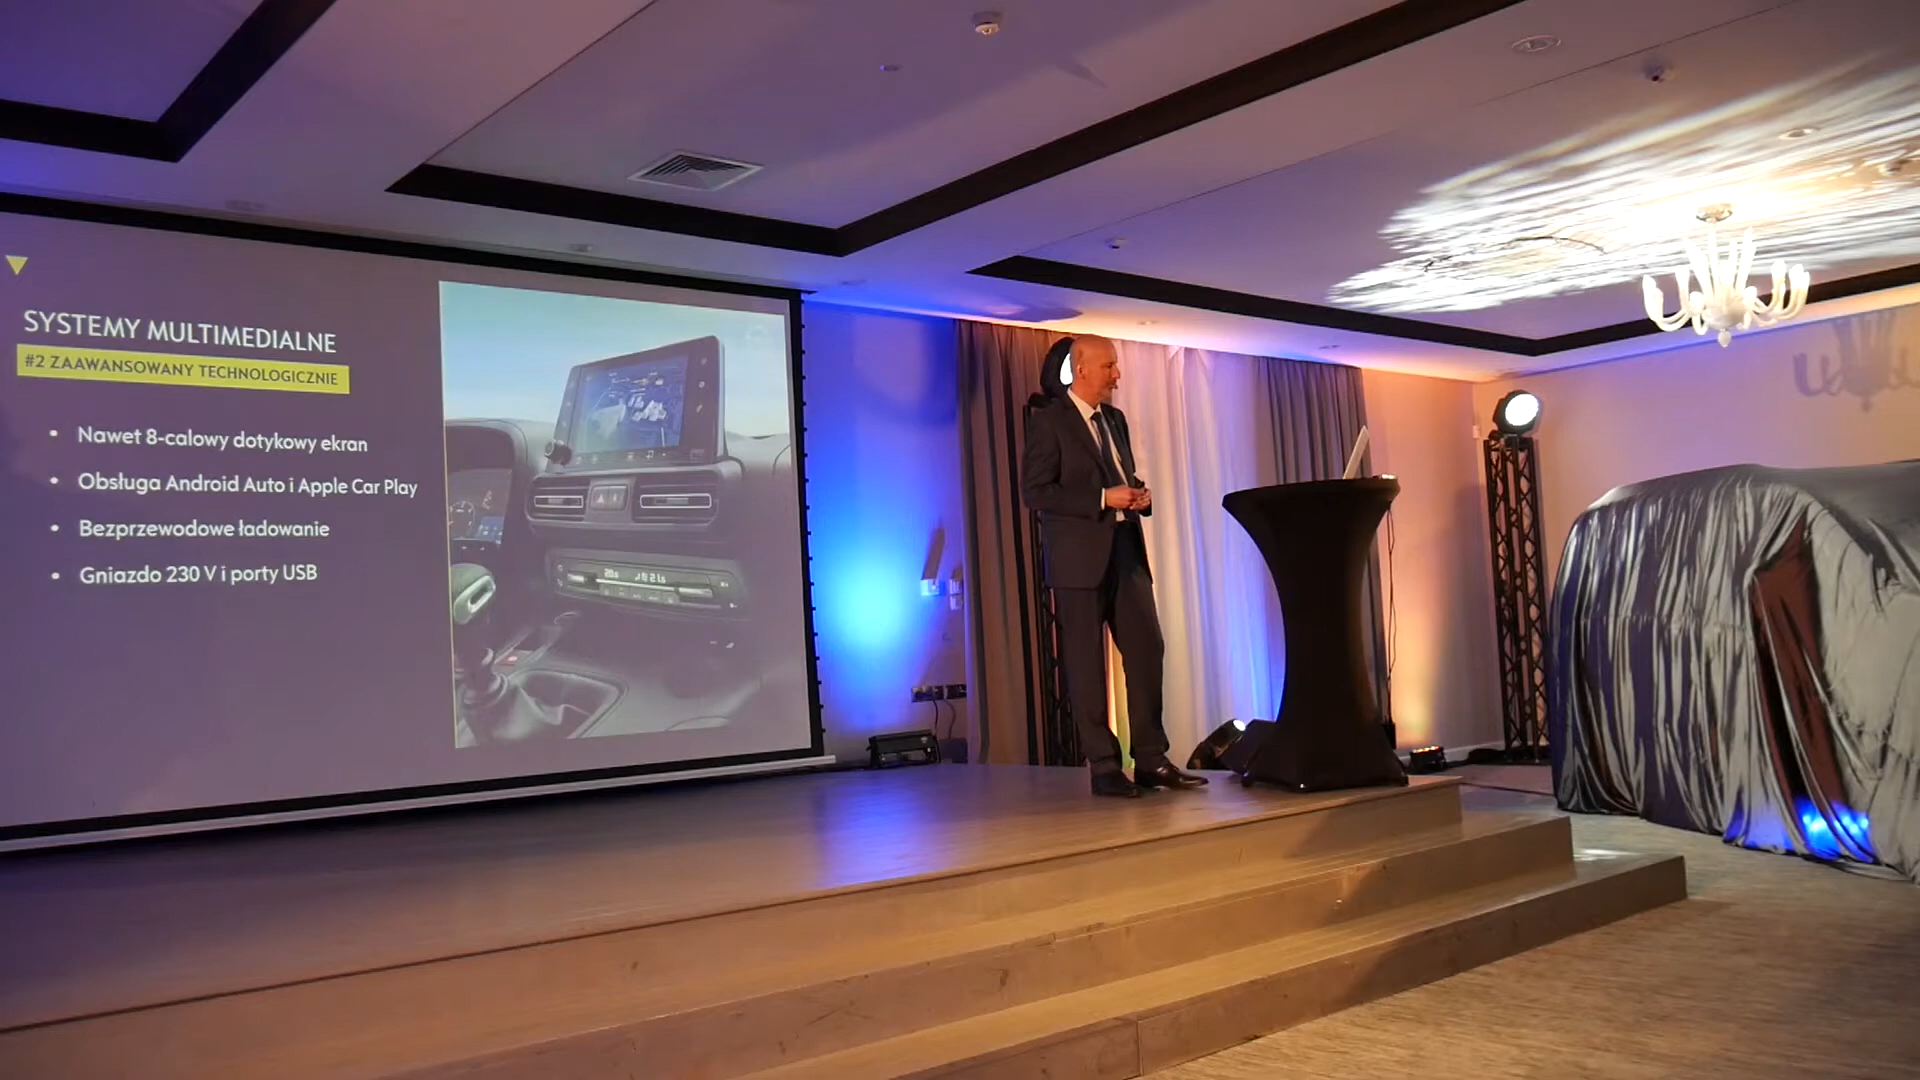 SYSTEMY MULTIMEDIALNE
#2 ZAAWANSOWANY TECHNOLOGICZNIE
• Nawet 8-calowy dotykowy ekran
• Obsługa Android Auto i Apple Car Play
• Bezprzewodowe ładowanie
• Gniazdo 230 V i porty USB